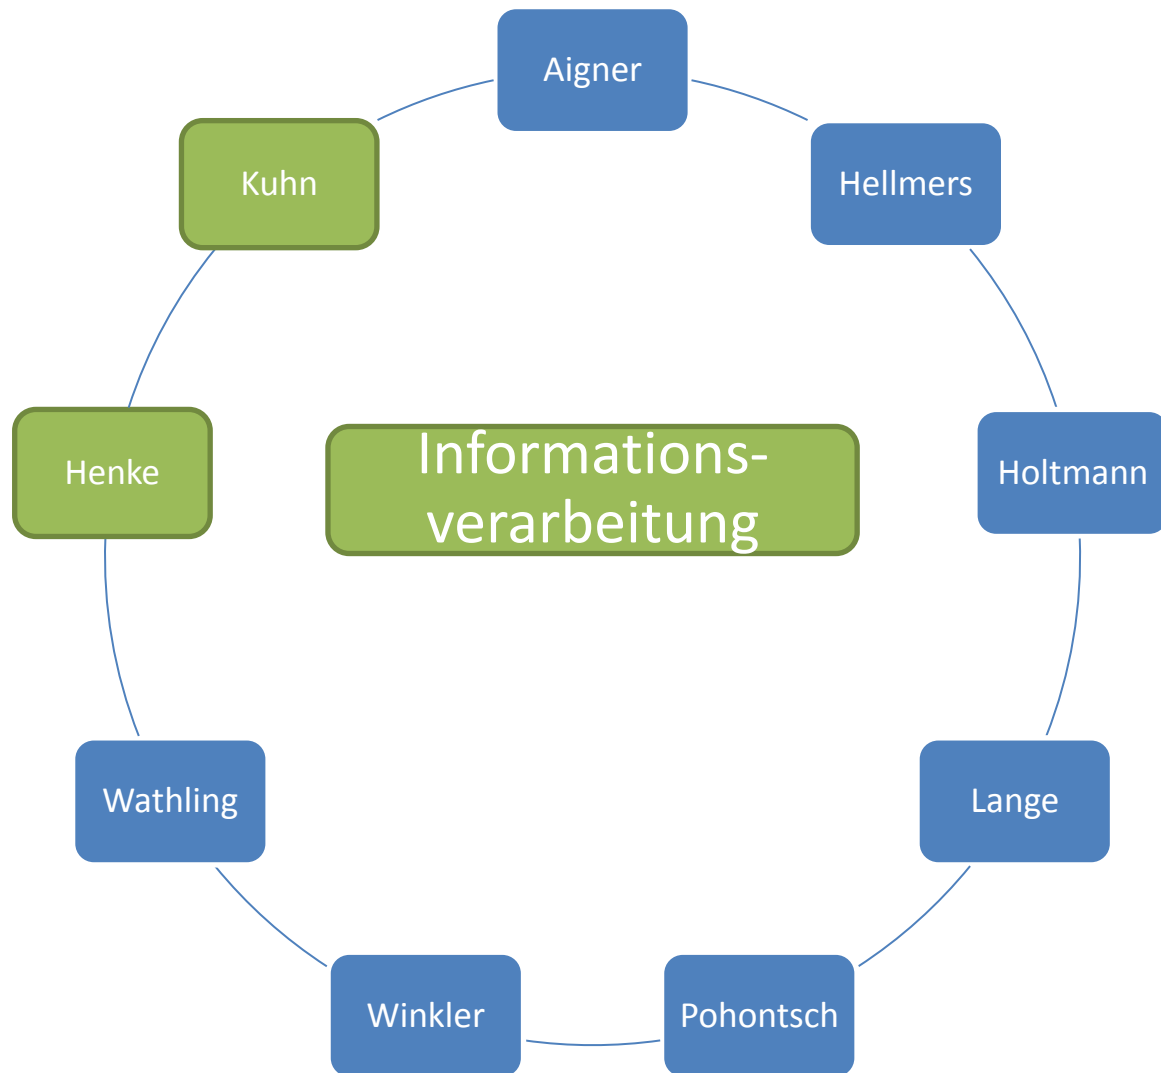 Aigner
Hellmers
Holtmann
Lange
Pohontsch
Winkler
Wathling
Henke
Kuhn
Informations-
verarbeitung